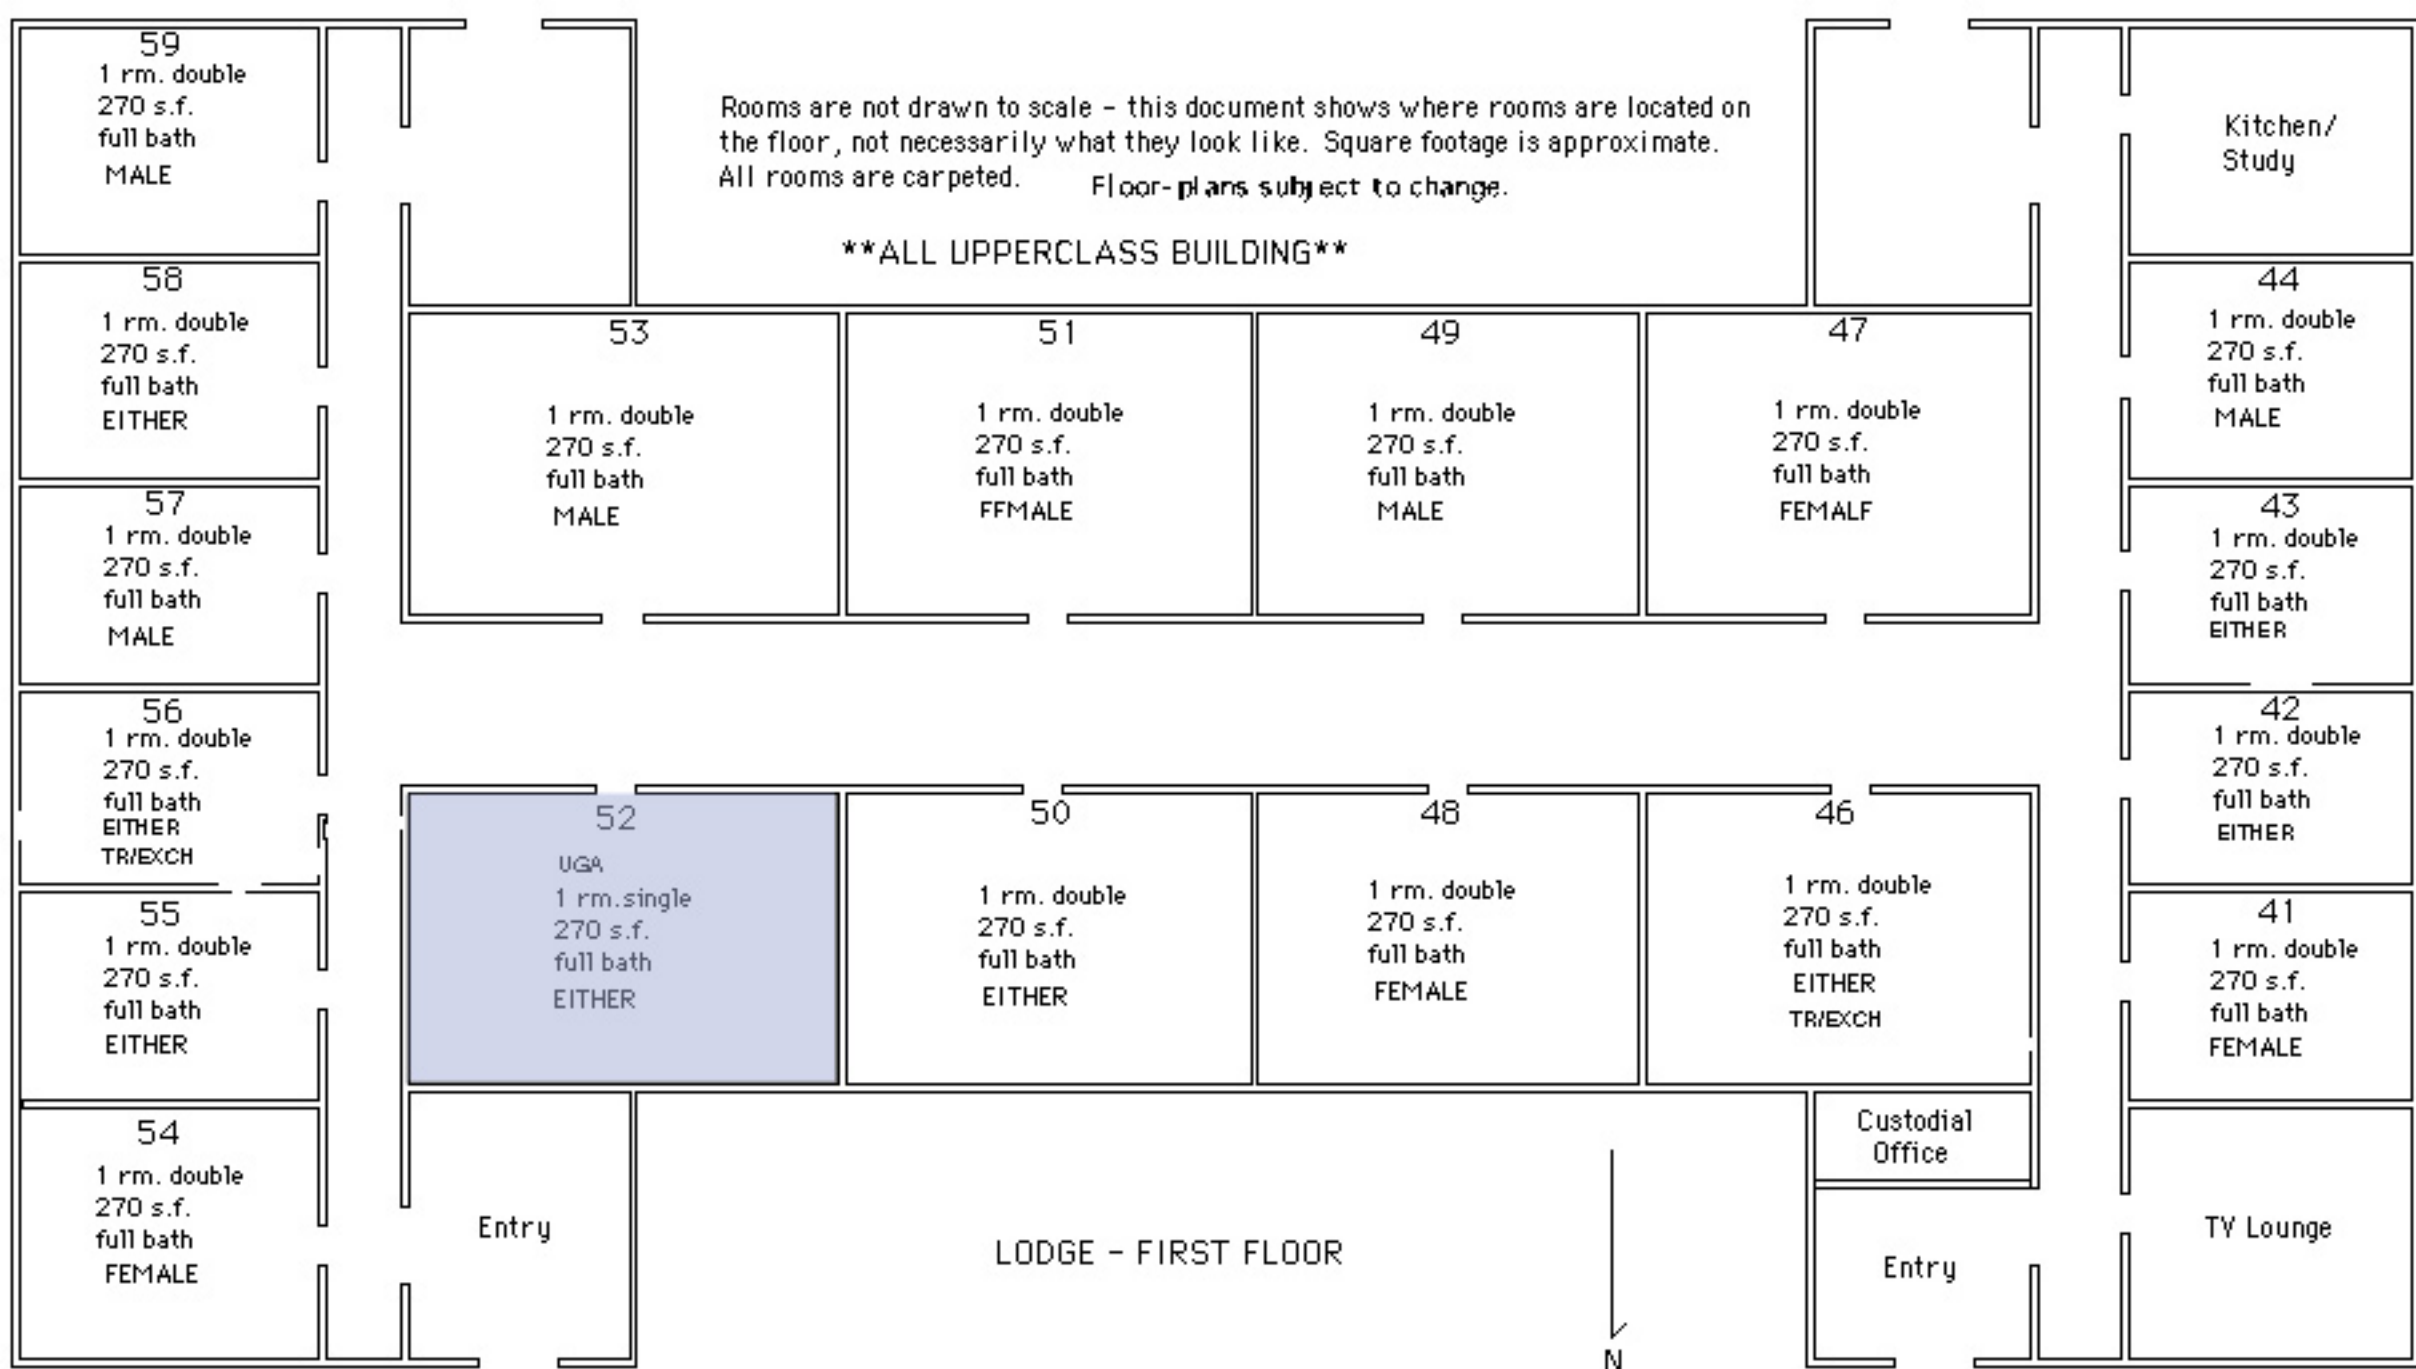 59
1 rm. double
270 s.f.
full bath
MALE
58
1 rm. double
270 s.f.
full bath
EITHER
57
1 rm. double
270 s.f.
full bath
MALE
56
1 rm. double
270 s.f.
full bath
EITHER
TR/EXCH
55
1 rm. double
270 s.f.
full bath
EITHER
54
1 rm. double
270 s.f.
full bath
FEMALE
Rooms are not drawn to scale - this document shows where rooms are located on
the floor, not necessarily what they look like. Square footage is approximate.
All rooms are carpeted. Floor-plans subject to change.
**ALL UPPERCLASS BUILDING**
53
1 rm. double
270 s.f.
full bath
MALE
51
1 rm. double
270 s.f.
full bath
FFMALE
49
1 rm. double
270 s.f.
full bath
MALE
47
1 rm. double
270 s.f.
full bath
FEMALF
52
UGA
1 rm.single
270 s.f.
full bath
EITHER
50
1 rm. double
270 s.f.
full bath
EITHER
48
1 rm. double
270 s.f.
full bath
FEMALE
46
1 rm. double
270 s.f.
full bath
EITHER
TR/EXCH
Entry
LODGE - FIRST FLOOR
N
Custodial
Office
Entry
Kitchen/
Study
44
1 rm. double
270 s.f.
full bath
MALE
43
1 rm. double
270 s.f.
full bath
EITHER
42
1 rm. double
270 s.f.
full bath
EITHER
41
1 rm. double
270 s.f.
full bath
FEMALE
TV Lounge